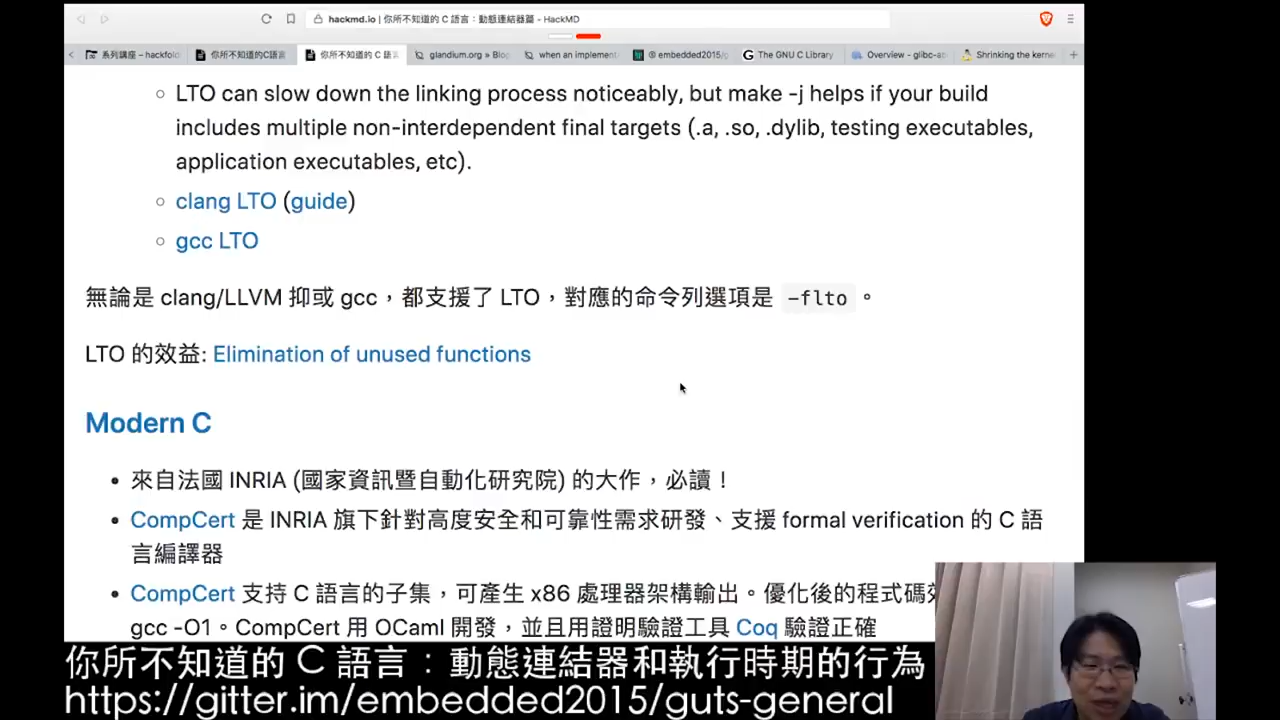 hackmd.io | 你所不知道的 C 語言：動態連結器篇 - HackMD
系列講座 – hackfold
你所不知道的C語言
你所不知道的 C 語言
glandium.org » Blog
when an implement
embedded2015/g
The GNU C Library
Overview - glibc-ab
Shrinking the kerne
LTO can slow down the linking process noticeably, but make -j helps if your build
includes multiple non-interdependent final targets (.a, .so, .dylib, testing executables,
application executables, etc).
clang LTO (guide)
gcc LTO
無論是 clang/LLVM 抑或 gcc，都支援了 LTO，對應的命令列選項是 -flto 。
LTO 的效益: Elimination of unused functions
Modern C
來自法國 INRIA (國家資訊暨自動化研究院) 的大作，必讀！
CompCert 是 INRIA 旗下針對高度安全和可靠性需求研發、支援 formal verification 的 C 語
言編譯器
CompCert 支持 C 語言的子集，可產生 x86 處理器架構輸出。優化後的程式碼
gcc -O1。CompCert 用 OCaml 開發，並且用證明驗證工具 Coq 驗證正確
你所不知道的 C 語言：動態連結器和執行時期的行為
https://gitter.im/embedded2015/guts-general